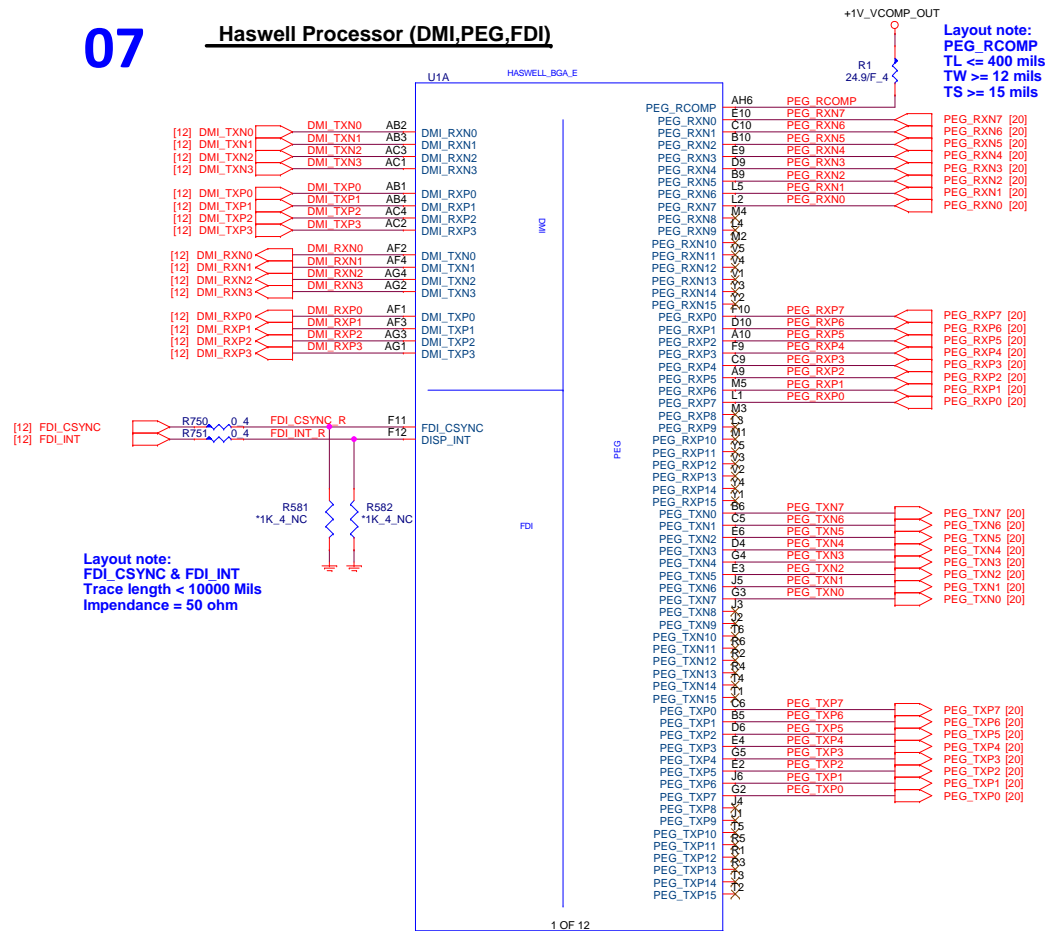 07
Haswell Processor (DMI,PEG,FDI)
+1V_VCOMP_OUT
Layout note:
PEG_RCOMP
TL <= 400 mils
TW >= 12 mils
TS >= 15 mils
R1
24.9/F_4
U1A
HASWELL_BGA_E
[12] DMI_TXN0 DMI_TXN0 AB2 DMI_RXN0
[12] DMI_TXN1 DMI_TXN1 AB3 DMI_RXN1
[12] DMI_TXN2 DMI_TXN2 AC3 DMI_RXN2
[12] DMI_TXN3 DMI_TXN3 AC1 DMI_RXN3
[12] DMI_TXP0 DMI_TXP0 AB1 DMI_RXP0
[12] DMI_TXP1 DMI_TXP1 AB4 DMI_RXP1
[12] DMI_TXP2 DMI_TXP2 AC4 DMI_RXP2
[12] DMI_TXP3 DMI_TXP3 AC2 DMI_RXP3
[12] DMI_RXN0 DMI_RXN0 AF2 DMI_TXN0
[12] DMI_RXN1 DMI_RXN1 AF4 DMI_TXN1
[12] DMI_RXN2 DMI_RXN2 AG4 DMI_TXN2
[12] DMI_RXN3 DMI_RXN3 AG2 DMI_TXN3
[12] DMI_RXP0 DMI_RXP0 AF1 DMI_TXP0
[12] DMI_RXP1 DMI_RXP1 AF3 DMI_TXP1
[12] DMI_RXP2 DMI_RXP2 AG3 DMI_TXP2
[12] DMI_RXP3 DMI_RXP3 AG1 DMI_TXP3
[12] FDI_CSYNC R750 0_4 FDI_CSYNC_R F11 FDI_CSYNC
[12] FDI_INT R751 0_4 FDI_INT_R F12 DISP_INT
R581
*1K_4_NC
R582
*1K_4_NC
Layout note:
FDI_CSYNC & FDI_INT
Trace length < 10000 Mils
Impendance = 50 ohm
DMI
PEG
FDI
PEG_RCOMP AH6 PEG_RCOMP
PEG_RXN0 E10 PEG_RXN7 PEG_RXN7 [20]
PEG_RXN1 C10 PEG_RXN6 PEG_RXN6 [20]
PEG_RXN2 B10 PEG_RXN5 PEG_RXN5 [20]
PEG_RXN3 E9 PEG_RXN4 PEG_RXN4 [20]
PEG_RXN4 D9 PEG_RXN3 PEG_RXN3 [20]
PEG_RXN5 B9 PEG_RXN2 PEG_RXN2 [20]
PEG_RXN6 L5 PEG_RXN1 PEG_RXN1 [20]
PEG_RXN7 L2 PEG_RXN0 PEG_RXN0 [20]
PEG_RXN8 M4
PEG_RXN9 L4
PEG_RXN10 M2
PEG_RXN11 V5
PEG_RXN12 V4
PEG_RXN13 V1
PEG_RXN14 Y3
PEG_RXN15 Y2
PEG_RXP0 F10 PEG_RXP7 PEG_RXP7 [20]
PEG_RXP1 D10 PEG_RXP6 PEG_RXP6 [20]
PEG_RXP2 A10 PEG_RXP5 PEG_RXP5 [20]
PEG_RXP3 F9 PEG_RXP4 PEG_RXP4 [20]
PEG_RXP4 C9 PEG_RXP3 PEG_RXP3 [20]
PEG_RXP5 A9 PEG_RXP2 PEG_RXP2 [20]
PEG_RXP6 M5 PEG_RXP1 PEG_RXP1 [20]
PEG_RXP7 L1 PEG_RXP0 PEG_RXP0 [20]
PEG_RXP8 M3
PEG_RXP9 L3
PEG_RXP10 M1
PEG_RXP11 Y5
PEG_RXP12 V3
PEG_RXP13 V2
PEG_RXP14 Y4
PEG_RXP15 Y1
PEG_TXN0 B6 PEG_TXN7 PEG_TXN7 [20]
PEG_TXN1 C5 PEG_TXN6 PEG_TXN6 [20]
PEG_TXN2 E6 PEG_TXN5 PEG_TXN5 [20]
PEG_TXN3 D4 PEG_TXN4 PEG_TXN4 [20]
PEG_TXN4 G4 PEG_TXN3 PEG_TXN3 [20]
PEG_TXN5 E3 PEG_TXN2 PEG_TXN2 [20]
PEG_TXN6 J5 PEG_TXN1 PEG_TXN1 [20]
PEG_TXN7 G3 PEG_TXN0 PEG_TXN0 [20]
PEG_TXN8 J3
PEG_TXN9 J2
PEG_TXN10 T6
PEG_TXN11 R6
PEG_TXN12 R2
PEG_TXN13 R4
PEG_TXN14 T4
PEG_TXN15 T1
PEG_TXP0 C6 PEG_TXP7 PEG_TXP7 [20]
PEG_TXP1 B5 PEG_TXP6 PEG_TXP6 [20]
PEG_TXP2 D6 PEG_TXP5 PEG_TXP5 [20]
PEG_TXP3 E4 PEG_TXP4 PEG_TXP4 [20]
PEG_TXP4 G5 PEG_TXP3 PEG_TXP3 [20]
PEG_TXP5 E2 PEG_TXP2 PEG_TXP2 [20]
PEG_TXP6 J6 PEG_TXP1 PEG_TXP1 [20]
PEG_TXP7 G2 PEG_TXP0 PEG_TXP0 [20]
PEG_TXP8 J4
PEG_TXP9 J1
PEG_TXP10 T5
PEG_TXP11 R5
PEG_TXP12 R1
PEG_TXP13 R3
PEG_TXP14 T3
PEG_TXP15 T2
1 OF 12